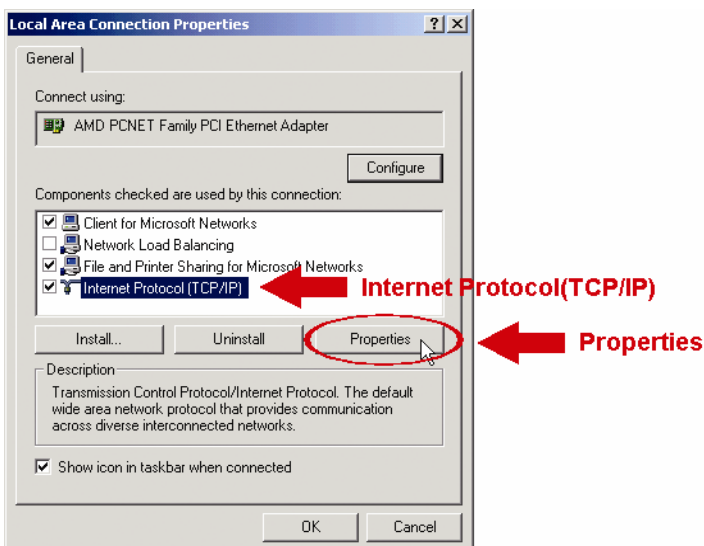 Local Area Connection Properties
General
Connect using:
AMD PCNET Family PCI Ethernet Adapter
Configure
Components checked are used by this connection:
Client for Microsoft Networks
Network Load Balancing
File and Printer Sharing for Microsoft Networks
Internet Protocol (TCP/IP)
Internet Protocol(TCP/IP)
Install...
Uninstall
Properties
Properties
Description
Transmission Control Protocol/Internet Protocol. The default
wide area network protocol that provides communication
across diverse interconnected networks.
Show icon in taskbar when connected
OK
Cancel